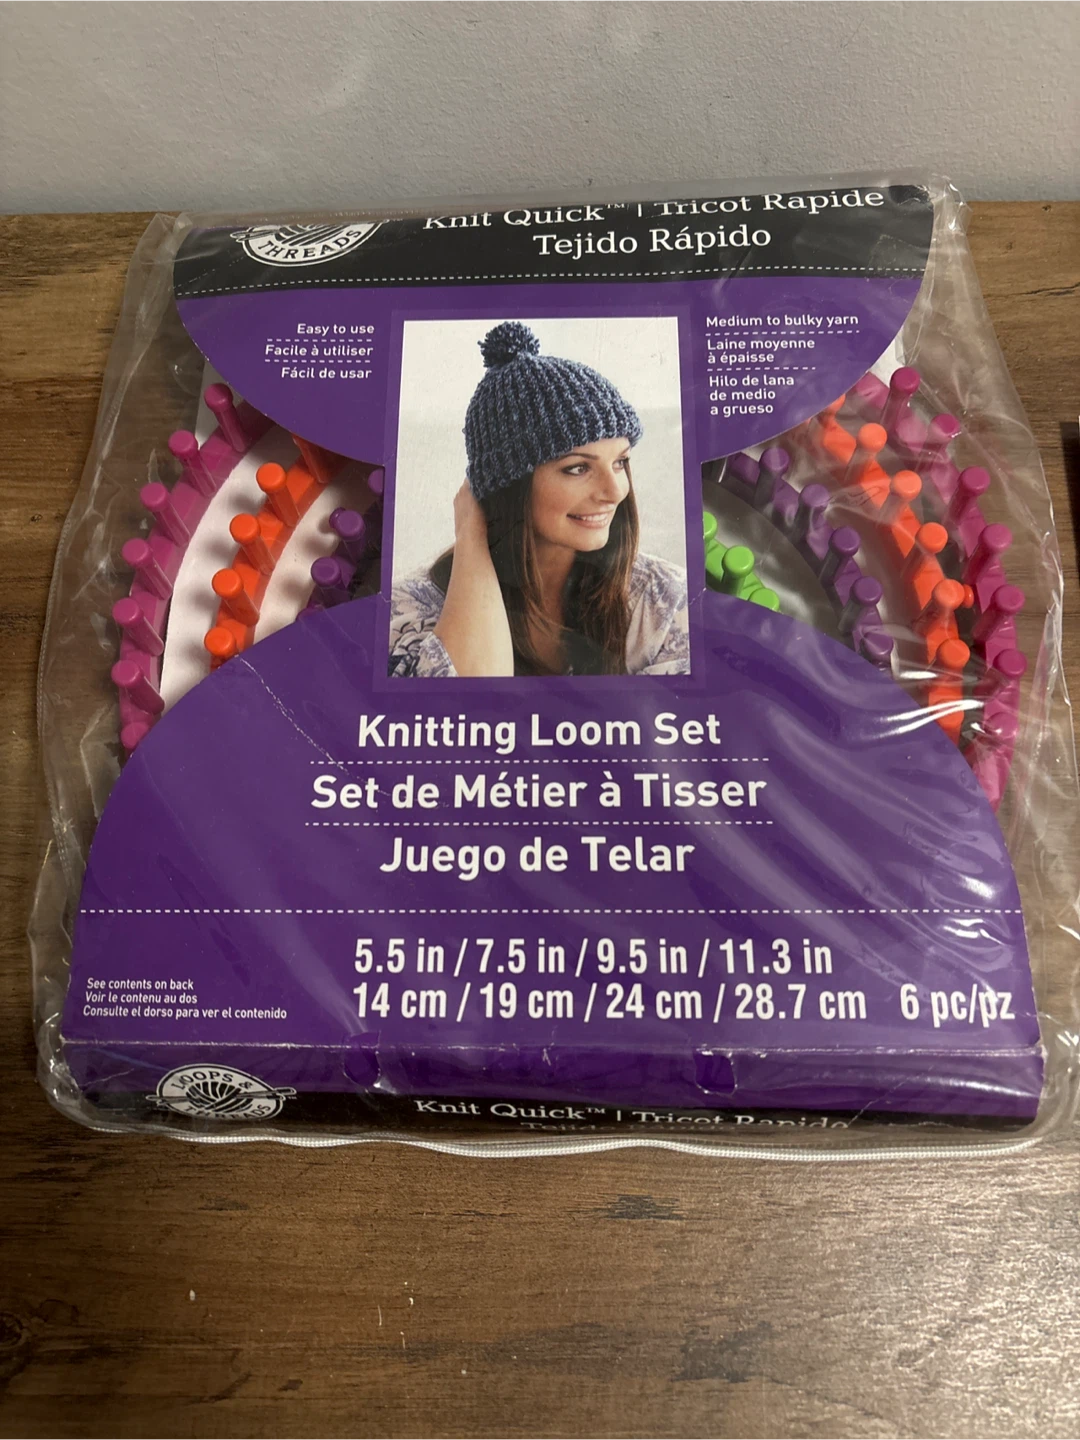 THREADS
Knit Quick™ | Tricot Rapide
Tejido Rápido
Easy to use
Facile à utiliser
Fácil de usar
Medium to bulky yarn
Laine moyenne
à épaisse
Hilo de lana
de medio
a grueso
Knitting Loom Set
Set de Métier à Tisser
Juego de Telar
5.5 in / 7.5 in / 9.5 in / 11.3 in
14 cm / 19 cm / 24 cm / 28.7 cm 6 pc/pz
See contents on back
Voir le contenu au dos
Consulte el dorso para ver el contenido
LOOPS &
THREADS™
Knit Quick™ | Tricot Rapide
Tejido Rápido